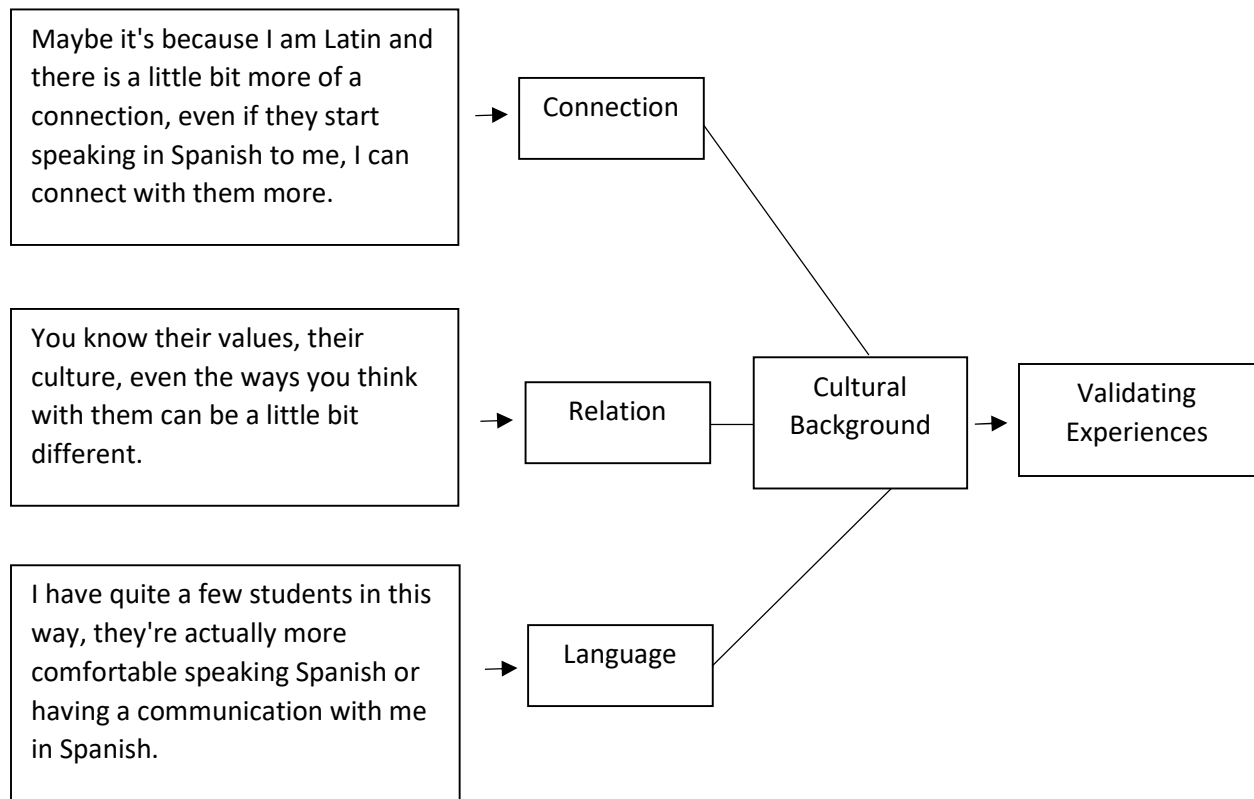 Maybe it's because I am Latin and
there is a little bit more of a
connection, even if they start
speaking in Spanish to me, I can
connect with them more.
Connection
You know their values, their
culture, even the ways you think
with them can be a little bit
different.
Relation
Cultural
Background
Validating
Experiences
I have quite a few students in this
way, they're actually more
comfortable speaking Spanish or
having a communication with me
in Spanish.
Language